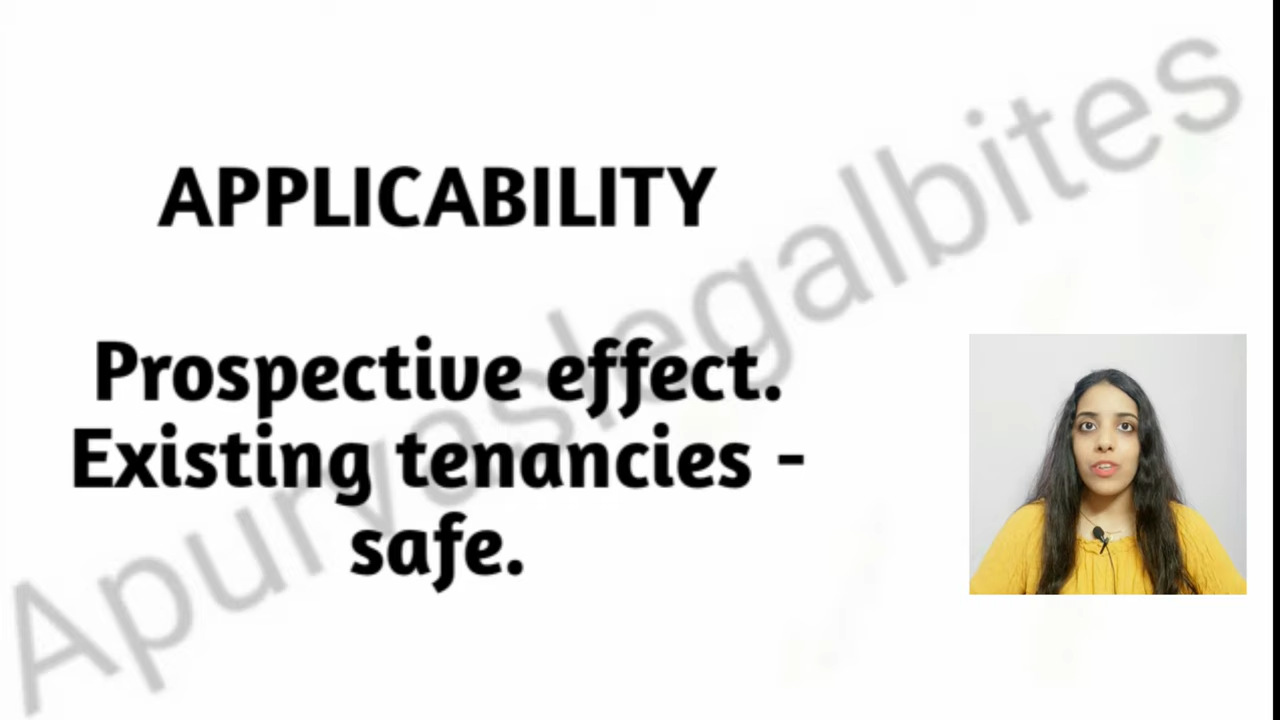 APPLICABILITY
Prospective effect.
Existing tenancies -
safe.
Apurvaslegalbites